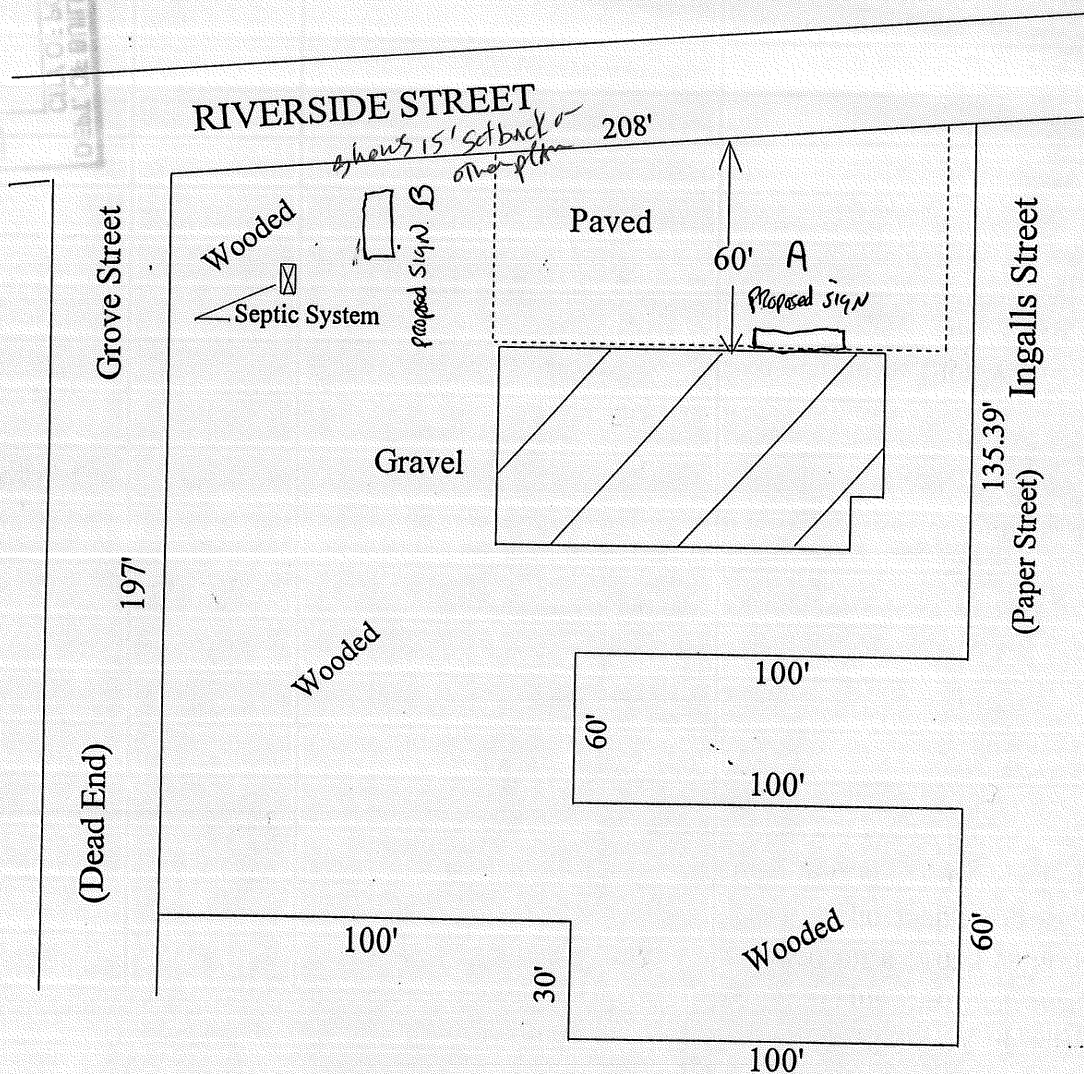 RIVERSIDE STREET
208'
shows 15' setback on
other plan
Grove Street
Wooded
proposed sign B
Septic System
Paved
60'
A
proposed sign
Ingalls Street
135.39'
(Paper Street)
Gravel
197'
Wooded
100'
60'
100'
(Dead End)
100'
30'
Wooded
60'
100'